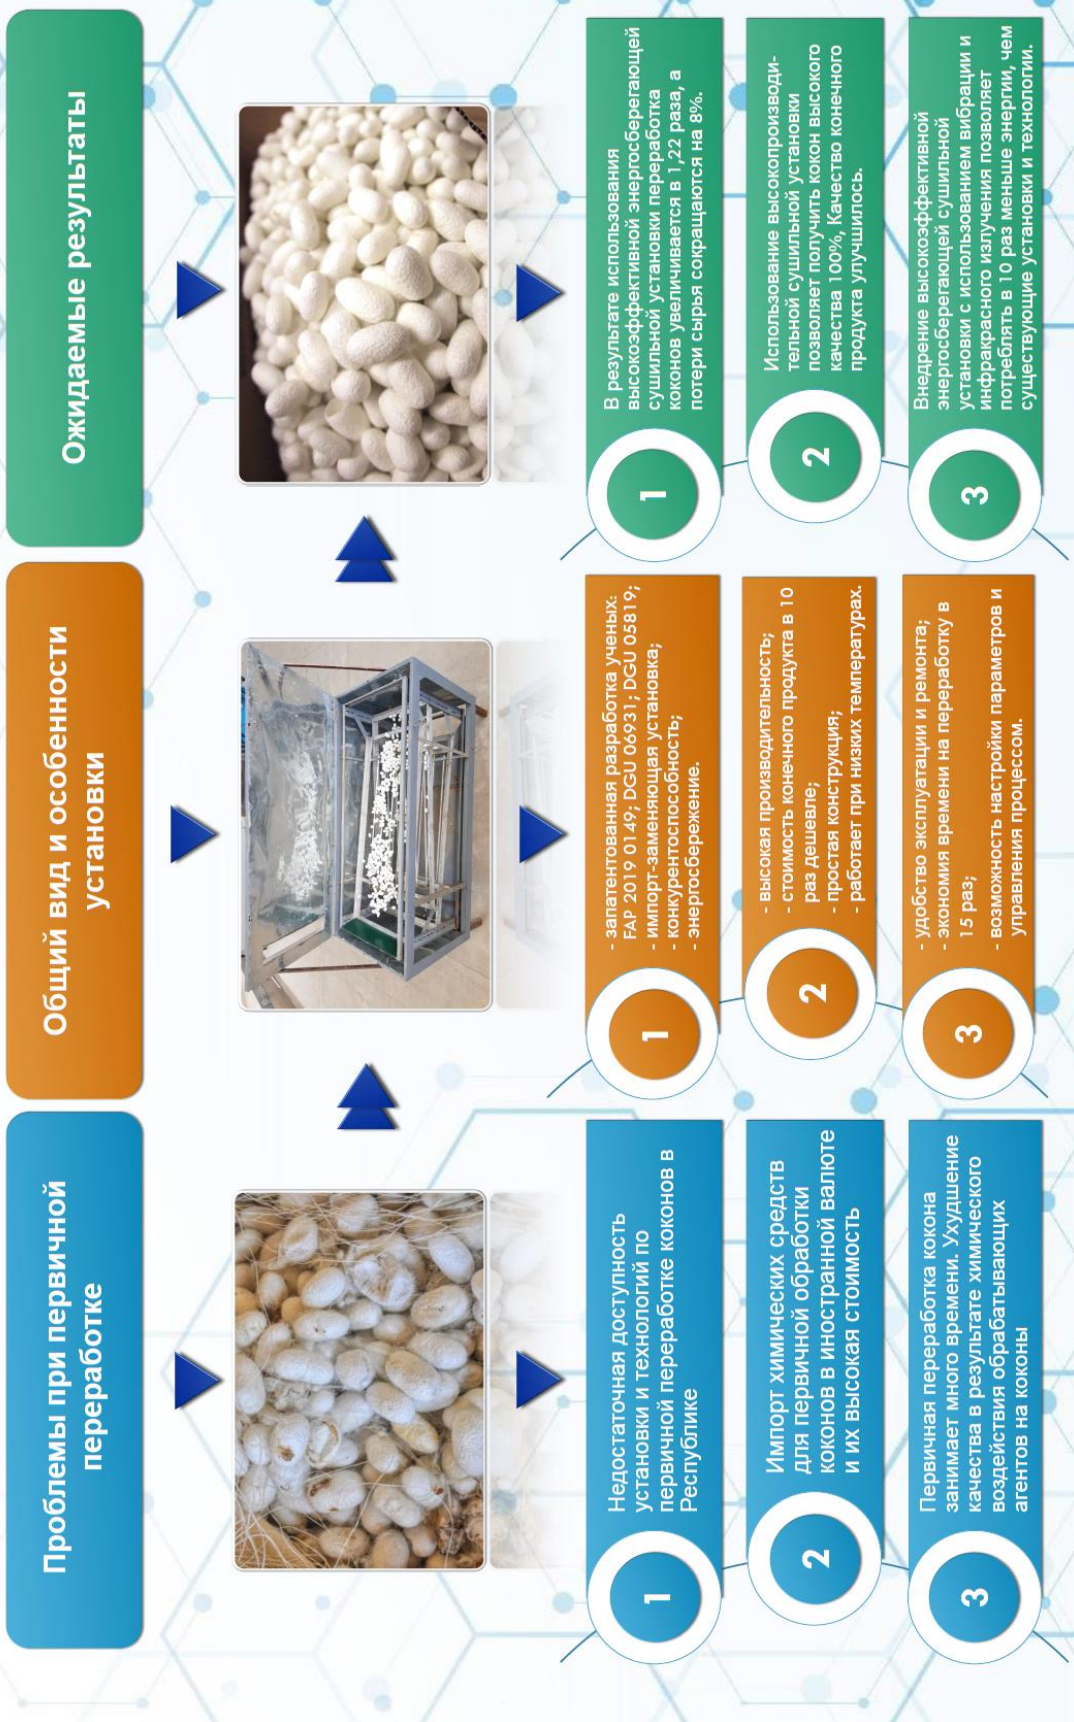 Проблемы при первичной
переработке
1
Недостаточная доступность
установки и технологий по
первичной переработке коконов в
Республике
2
Импорт химических средств
для первичной обработки
коконов в иностранной валюте
и их высокая стоимость
3
Первичная переработка кокона
занимает много времени. Ухудшение
качества в результате химического
воздействия обрабатывающих
агентов на коконы
Общий вид и особенности
установки
1
- запатентованная разработка ученых:
FAP 2019 0149; DGU 06931; DGU 05819;
- импорт-заменяющая установка;
- конкурентоспособность;
- энергосбережение.
2
- высокая производительность;
- стоимость конечного продукта в 10
раз дешевле;
- простая конструкция;
- работает при низких температурах.
3
- удобство эксплуатации и ремонта;
- экономия времени на переработку в
15 раз;
- возможность настройки параметров и
управления процессом.
Ожидаемые результаты
1
В результате использования
высокоэффективной энергосберегающей
сушильной установки переработка
коконов увеличивается в 1,22 раза, а
потери сырья сокращаются на 8%.
2
Использование высокопроизводи-
тельной сушильной установки
позволяет получить кокон высокого
качества 100%, Качество конечного
продукта улучшилось.
3
Внедрение высокоэффективной
энергосберегающей сушильной
установки с использованием вибрации и
инфракрасного излучения позволяет
потреблять в 10 раз меньше энергии, чем
существующие установки и технологии.